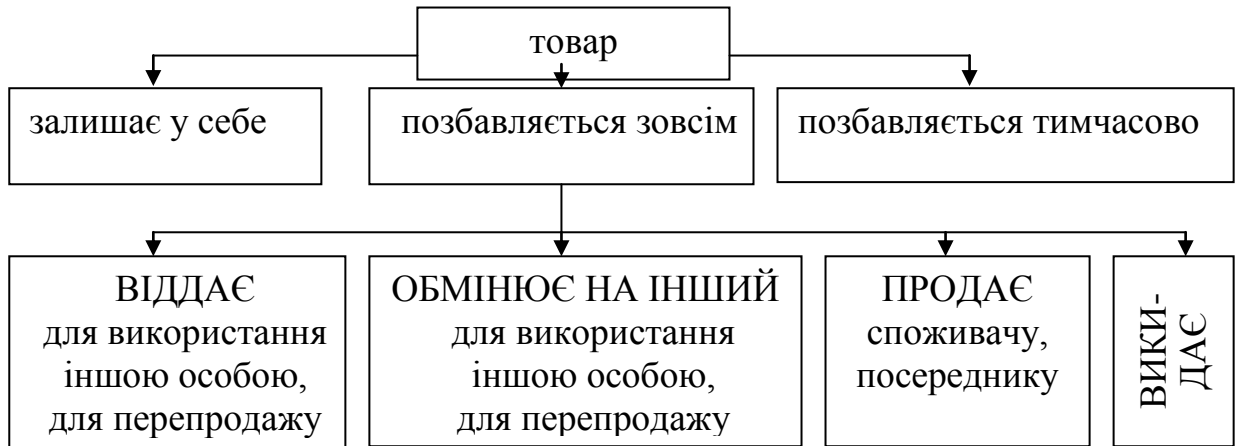 товар
залишає у себе
позбавляється зовсім
позбавляється тимчасово
ВІДДАЄ
для використання
іншою особою,
для перепродажу
ОБМІНЮЄ НА ІНШИЙ
для використання
іншою особою,
для перепродажу
ПРОДАЄ
споживачу,
посереднику
ВИКИ-
ДАЄ